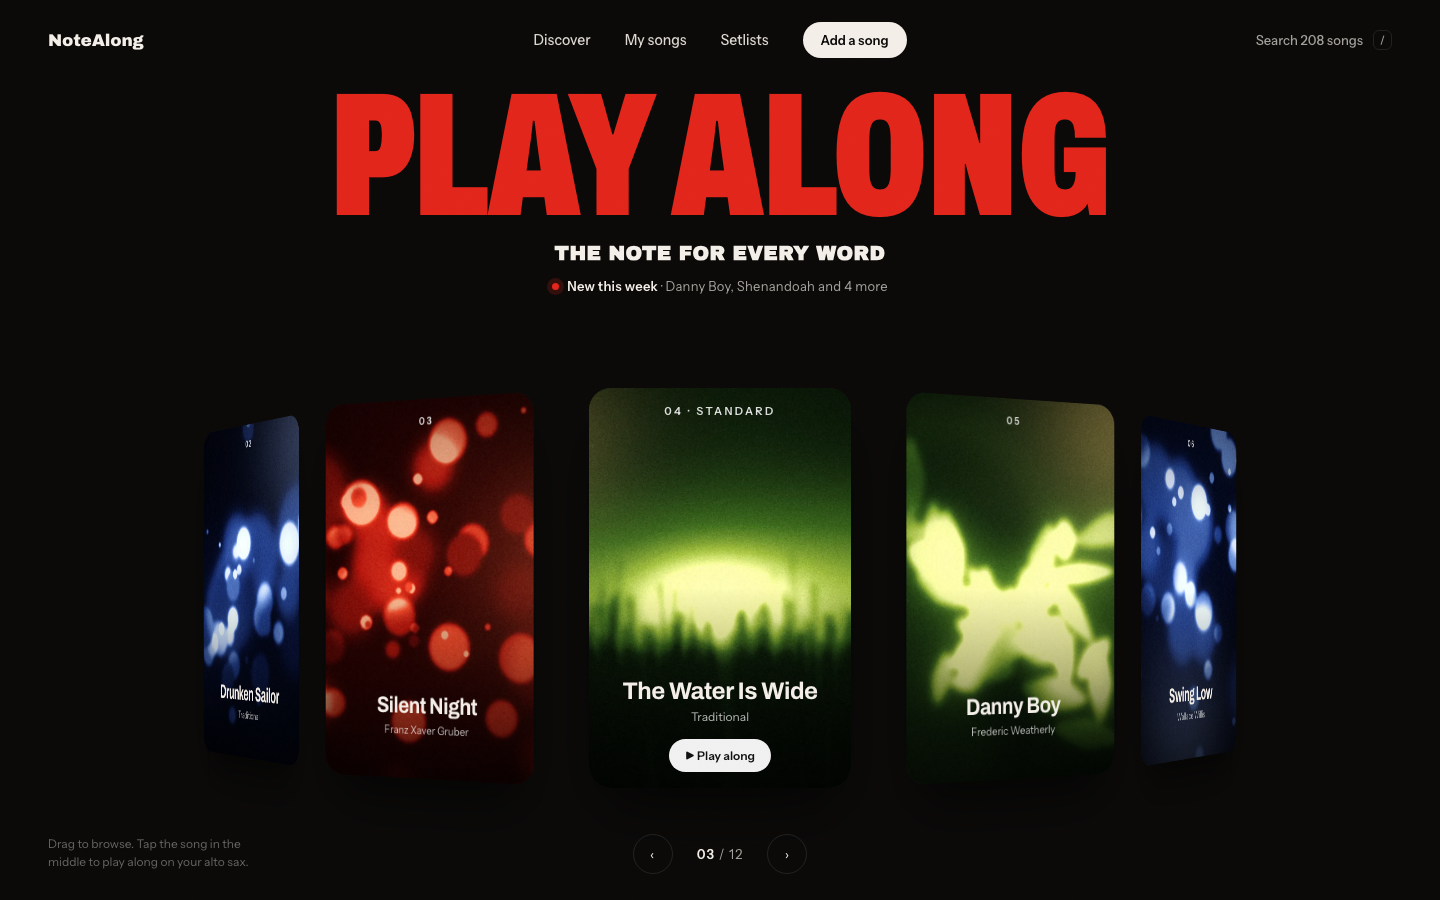 NoteAlong
Discover
My songs
Setlists
Add a song
Search 208 songs /
PLAY ALONG
THE NOTE FOR EVERY WORD
New this week · Danny Boy, Shenandoah and 4 more
02
Drunken Sailor
Traditional
03
Silent Night
Franz Xaver Gruber
04 · STANDARD
The Water Is Wide
Traditional
▶ Play along
05
Danny Boy
Frederic Weatherly
06
Swing Low
Wallace Willis
Drag to browse. Tap the song in the
middle to play along on your alto sax.
‹ 03 / 12 ›